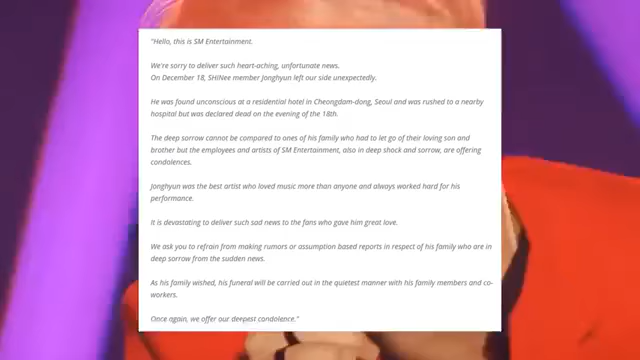 "Hello, this is SM Entertainment.
We're sorry to deliver such heart-aching, unfortunate news.
On December 18, SHINee member Jonghyun left our side unexpectedly.
He was found unconscious at a residential hotel in Cheongdam-dong, Seoul and was rushed to a nearby
hospital but was declared dead on the evening of the 18th.
The deep sorrow cannot be compared to ones of his family who had to let go of their loving son and
brother but the employees and artists of SM Entertainment, also in deep shock and sorrow, are offering
condolences.
Jonghyun was the best artist who loved music more than anyone and always worked hard for his
performance.
It is devastating to deliver such sad news to the fans who gave him great love.
We ask you to refrain from making rumors or assumption based reports in respect of his family who are in
deep sorrow from the sudden news.
As his family wished, his funeral will be carried out in the quietest manner with his family members and co-
workers.
Once again, we offer our deepest condolence."